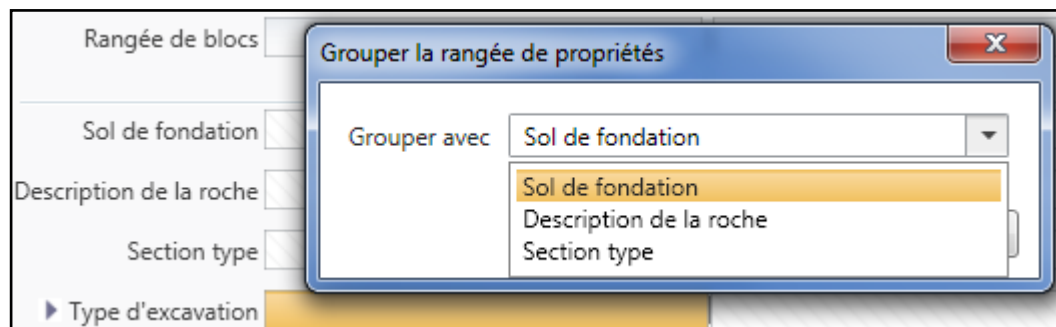 Rangée de blocs
Grouper la rangée de propriétés
Sol de fondation
Grouper avec
Sol de fondation
Description de la roche
Sol de fondation
Description de la roche
Section type
Section type
Type d'excavation